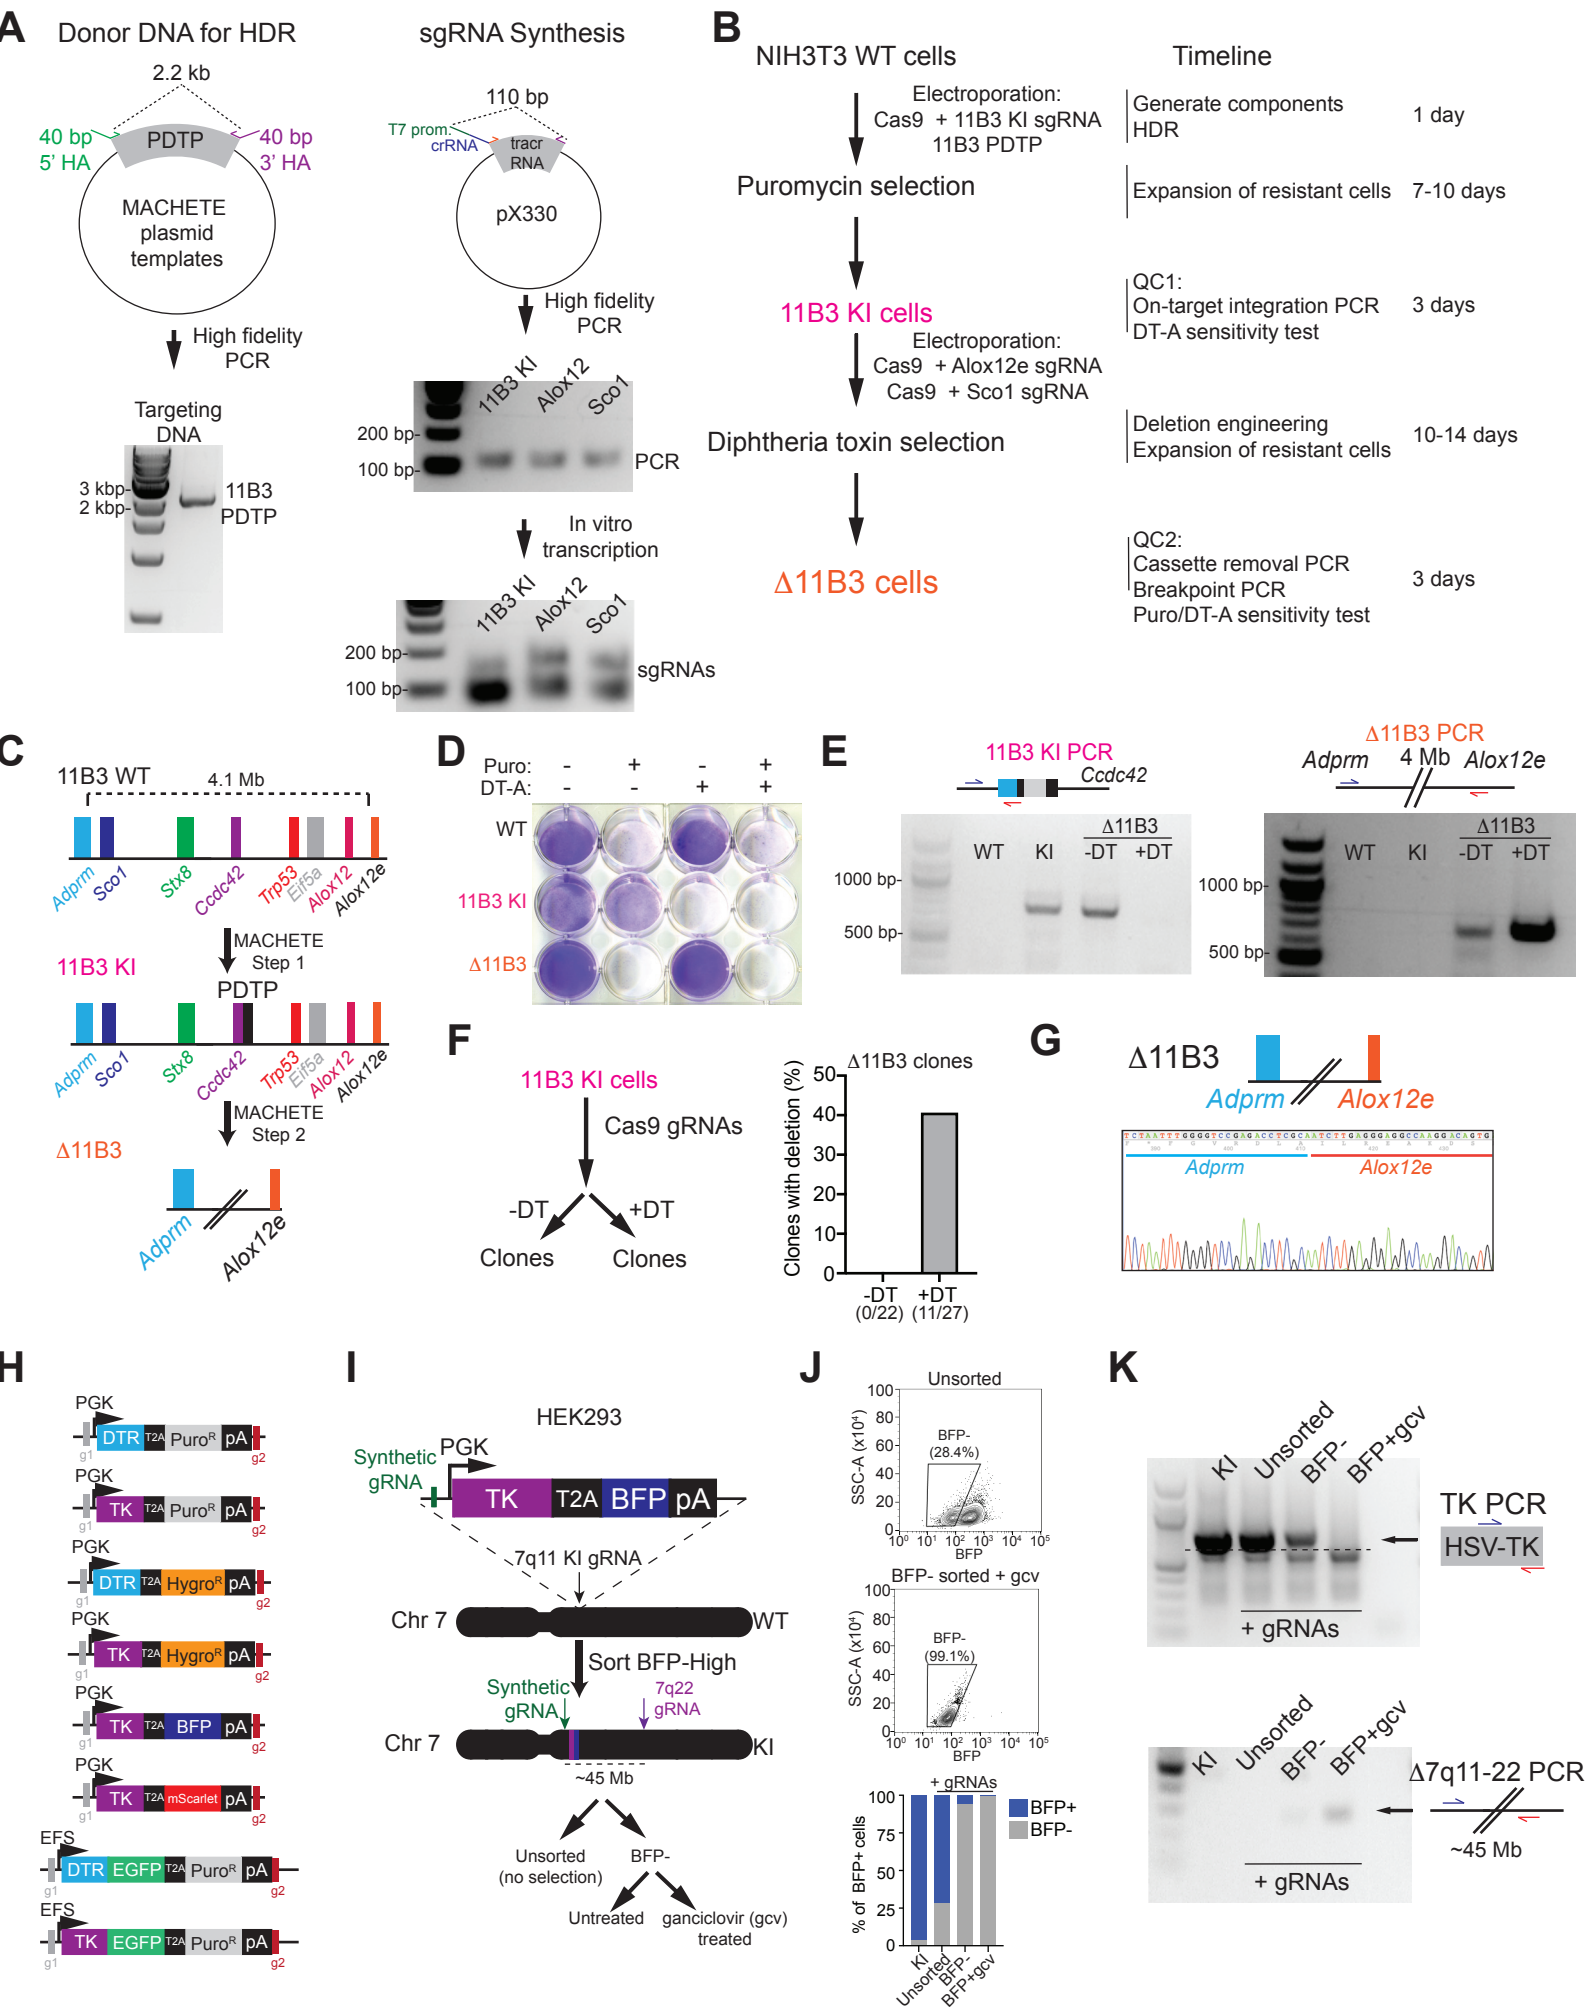 A
Donor DNA for HDR
2.2 kb
40 bp
5' HA
PDTP
40 bp
3' HA
MACHETE
plasmid
templates
High fidelity
PCR
Targeting
DNA
3 kbp-
2 kbp-
11B3
PDTP
sgRNA Synthesis
110 bp
T7 prom.
crRNA
tracr
RNA
pX330
High fidelity
PCR
11B3 KI
Alox12
Sco1
200 bp-
100 bp-
PCR
In vitro
transcription
11B3 KI
Alox12
Sco1
200 bp-
100 bp-
sgRNAs
B
NIH3T3 WT cells
Electroporation:
Cas9 + 11B3 KI sgRNA
11B3 PDTP
Puromycin selection
11B3 KI cells
Electroporation:
Cas9 + Alox12e sgRNA
Cas9 + Sco1 sgRNA
Diphtheria toxin selection
Δ11B3 cells
Timeline
Generate components
HDR
1 day
Expansion of resistant cells
7-10 days
QC1:
On-target integration PCR
DT-A sensitivity test
3 days
Deletion engineering
Expansion of resistant cells
10-14 days
QC2:
Cassette removal PCR
Breakpoint PCR
Puro/DT-A sensitivity test
3 days
C
11B3 WT
4.1 Mb
Adprm
Sco1
Stx8
Ccdc42
Trp53
Eif5a
Alox12
Alox12e
MACHETE
Step 1
11B3 KI
PDTP
Adprm
Sco1
Stx8
Ccdc42
Trp53
Eif5a
Alox12
Alox12e
MACHETE
Step 2
Δ11B3
Adprm
Alox12e
D
Puro: - + - +
DT-A: - - + +
WT
11B3 KI
Δ11B3
E
11B3 KI PCR
Ccdc42
Δ11B3
WT KI -DT +DT
1000 bp-
500 bp-
Δ11B3 PCR
Adprm 4 Mb Alox12e
Δ11B3
WT KI -DT +DT
1000 bp-
500 bp-
F
11B3 KI cells
Cas9 gRNAs
-DT
+DT
Clones
Clones
Δ11B3 clones
Clones with deletion (%)
50
40
30
20
10
0
-DT
(0/22)
+DT
(11/27)
G
Δ11B3
Adprm
Alox12e
TCTAATTTGGGGTCCGAGACCTCGCAATCTTGAGGGAGGCCAAGGACAGTG
Adprm
Alox12e
H
PGK
DTR T2A Puroᴿ pA
g1 g2
PGK
TK T2A Puroᴿ pA
g1 g2
PGK
DTR T2A Hygroᴿ pA
g1 g2
PGK
TK T2A Hygroᴿ pA
g1 g2
PGK
TK T2A BFP pA
g1 g2
PGK
TK T2A mScarlet pA
g1 g2
EFS
DTR EGFP T2A Puroᴿ pA
g1 g2
EFS
TK EGFP T2A Puroᴿ pA
g1 g2
I
HEK293
Synthetic
gRNA
PGK
TK T2A BFP pA
7q11 KI gRNA
Chr 7
WT
Sort BFP-High
Synthetic
gRNA
7q22
gRNA
Chr 7
KI
~45 Mb
Unsorted
(no selection)
BFP-
Untreated
ganciclovir (gcv)
treated
J
Unsorted
SSC-A (x10⁴)
100
80
60
40
20
0
BFP-
(28.4%)
10⁰ 10¹ 10² 10³ 10⁴ 10⁵
BFP
BFP- sorted + gcv
SSC-A (x10⁴)
100
80
60
40
20
0
BFP-
(99.1%)
10⁰ 10¹ 10² 10³ 10⁴ 10⁵
BFP
+ gRNAs
% of BFP+ cells
100
75
50
25
0
BFP+
BFP-
KI
Unsorted
BFP-
BFP+gcv
K
KI
Unsorted
BFP-
BFP+gcv
+ gRNAs
TK PCR
HSV-TK
KI
Unsorted
BFP-
BFP+gcv
+ gRNAs
Δ7q11-22 PCR
~45 Mb